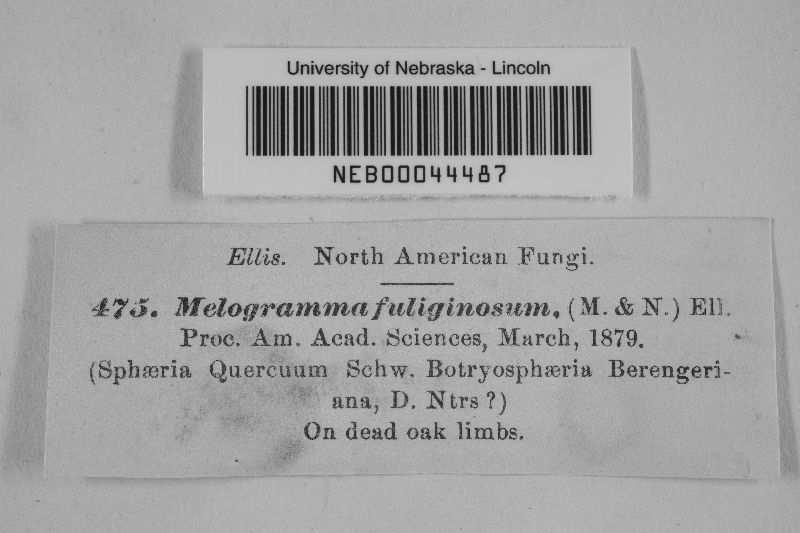 University of Nebraska - Lincoln
NEB00044487
Ellis. North American Fungi.
475. Melogramma fuliginosum, (M. & N.) Ell.
Proc. Am. Acad. Sciences, March, 1879.
(Sphæria Quercuum Schw. Botryosphæria Berengeri-
ana, D. Ntrs ?)
On dead oak limbs.